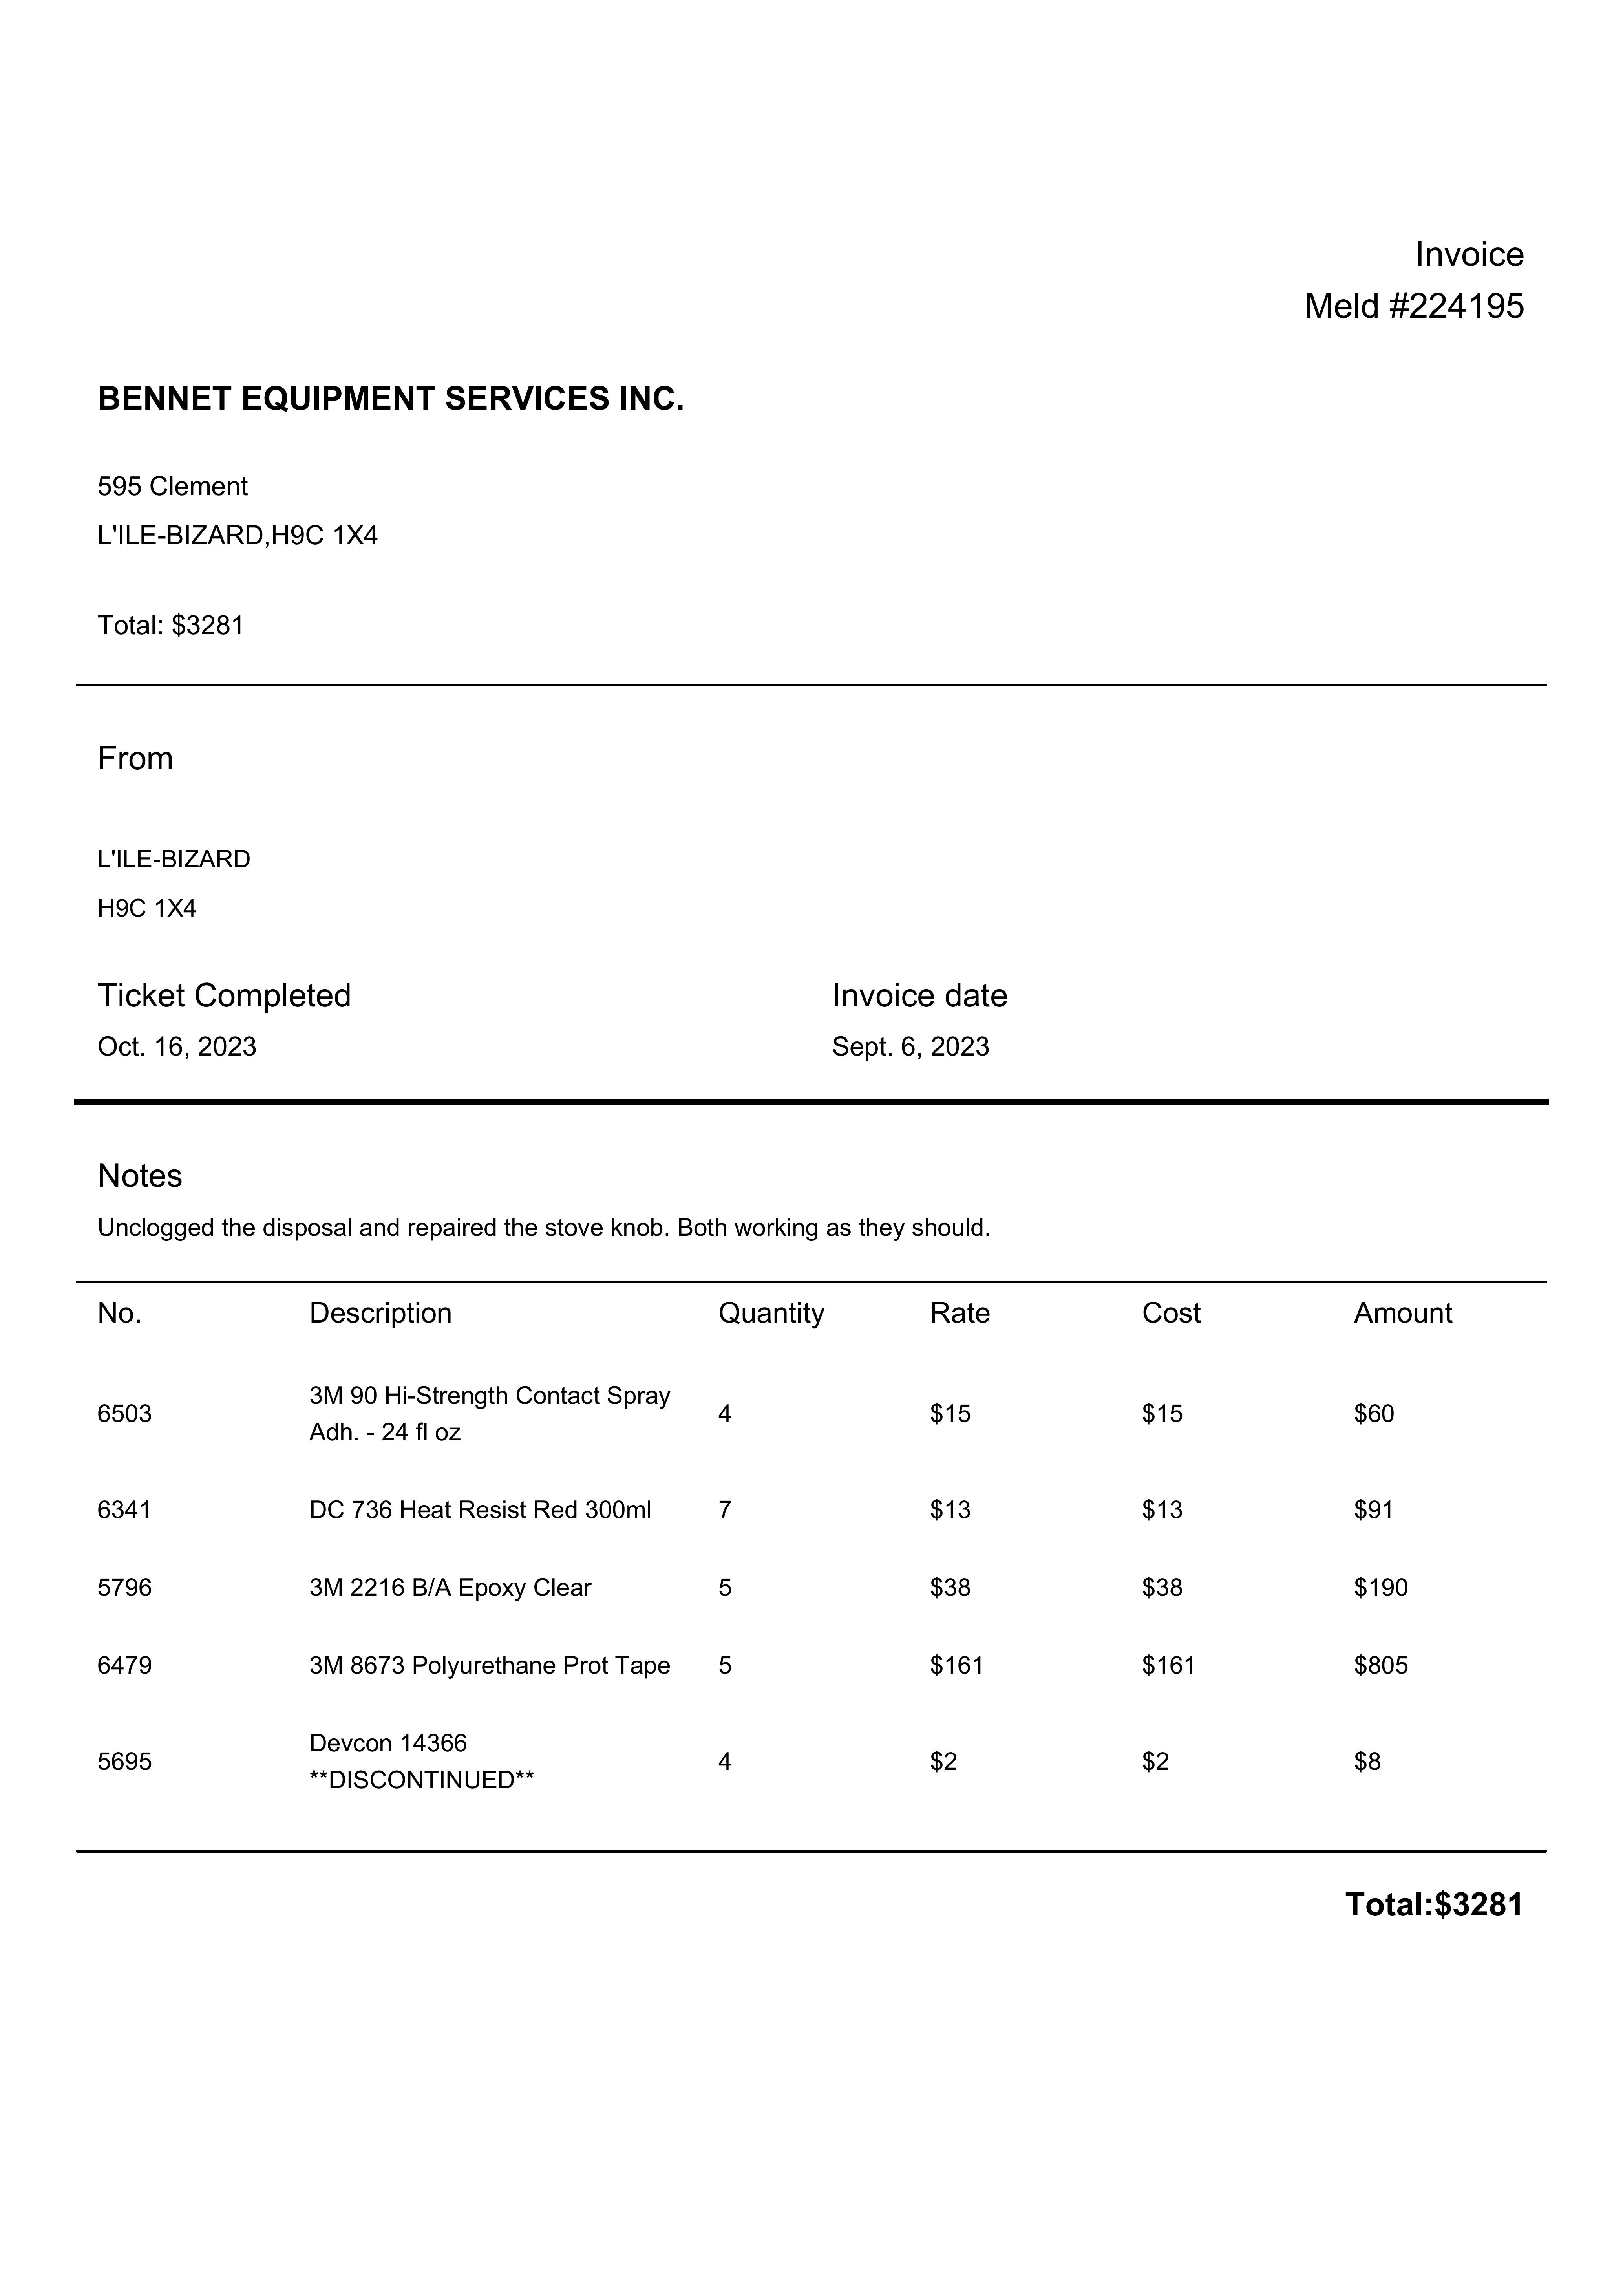 Invoice
Meld #224195
BENNET EQUIPMENT SERVICES INC.
595 Clement
L'ILE-BIZARD,H9C 1X4
Total: $3281
From
L'ILE-BIZARD
H9C 1X4
Ticket Completed Invoice date
Oct. 16, 2023 Sept. 6, 2023
Notes
Unclogged the disposal and repaired the stove knob. Both working as they should.
No. Description Quantity Rate Cost Amount
3M 90 Hi-Strength Contact Spray
6503 4 $15 $15 $60
Adh. - 24 fl oz
6341 DC 736 Heat Resist Red 300ml 7 $13 $13 $91
5796 3M 2216 B/A Epoxy Clear 5 $38 $38 $190
6479 3M 8673 Polyurethane Prot Tape 5 $161 $161 $805
Devcon 14366
5695 4 $2 $2 $8
**DISCONTINUED**
Total:$3281